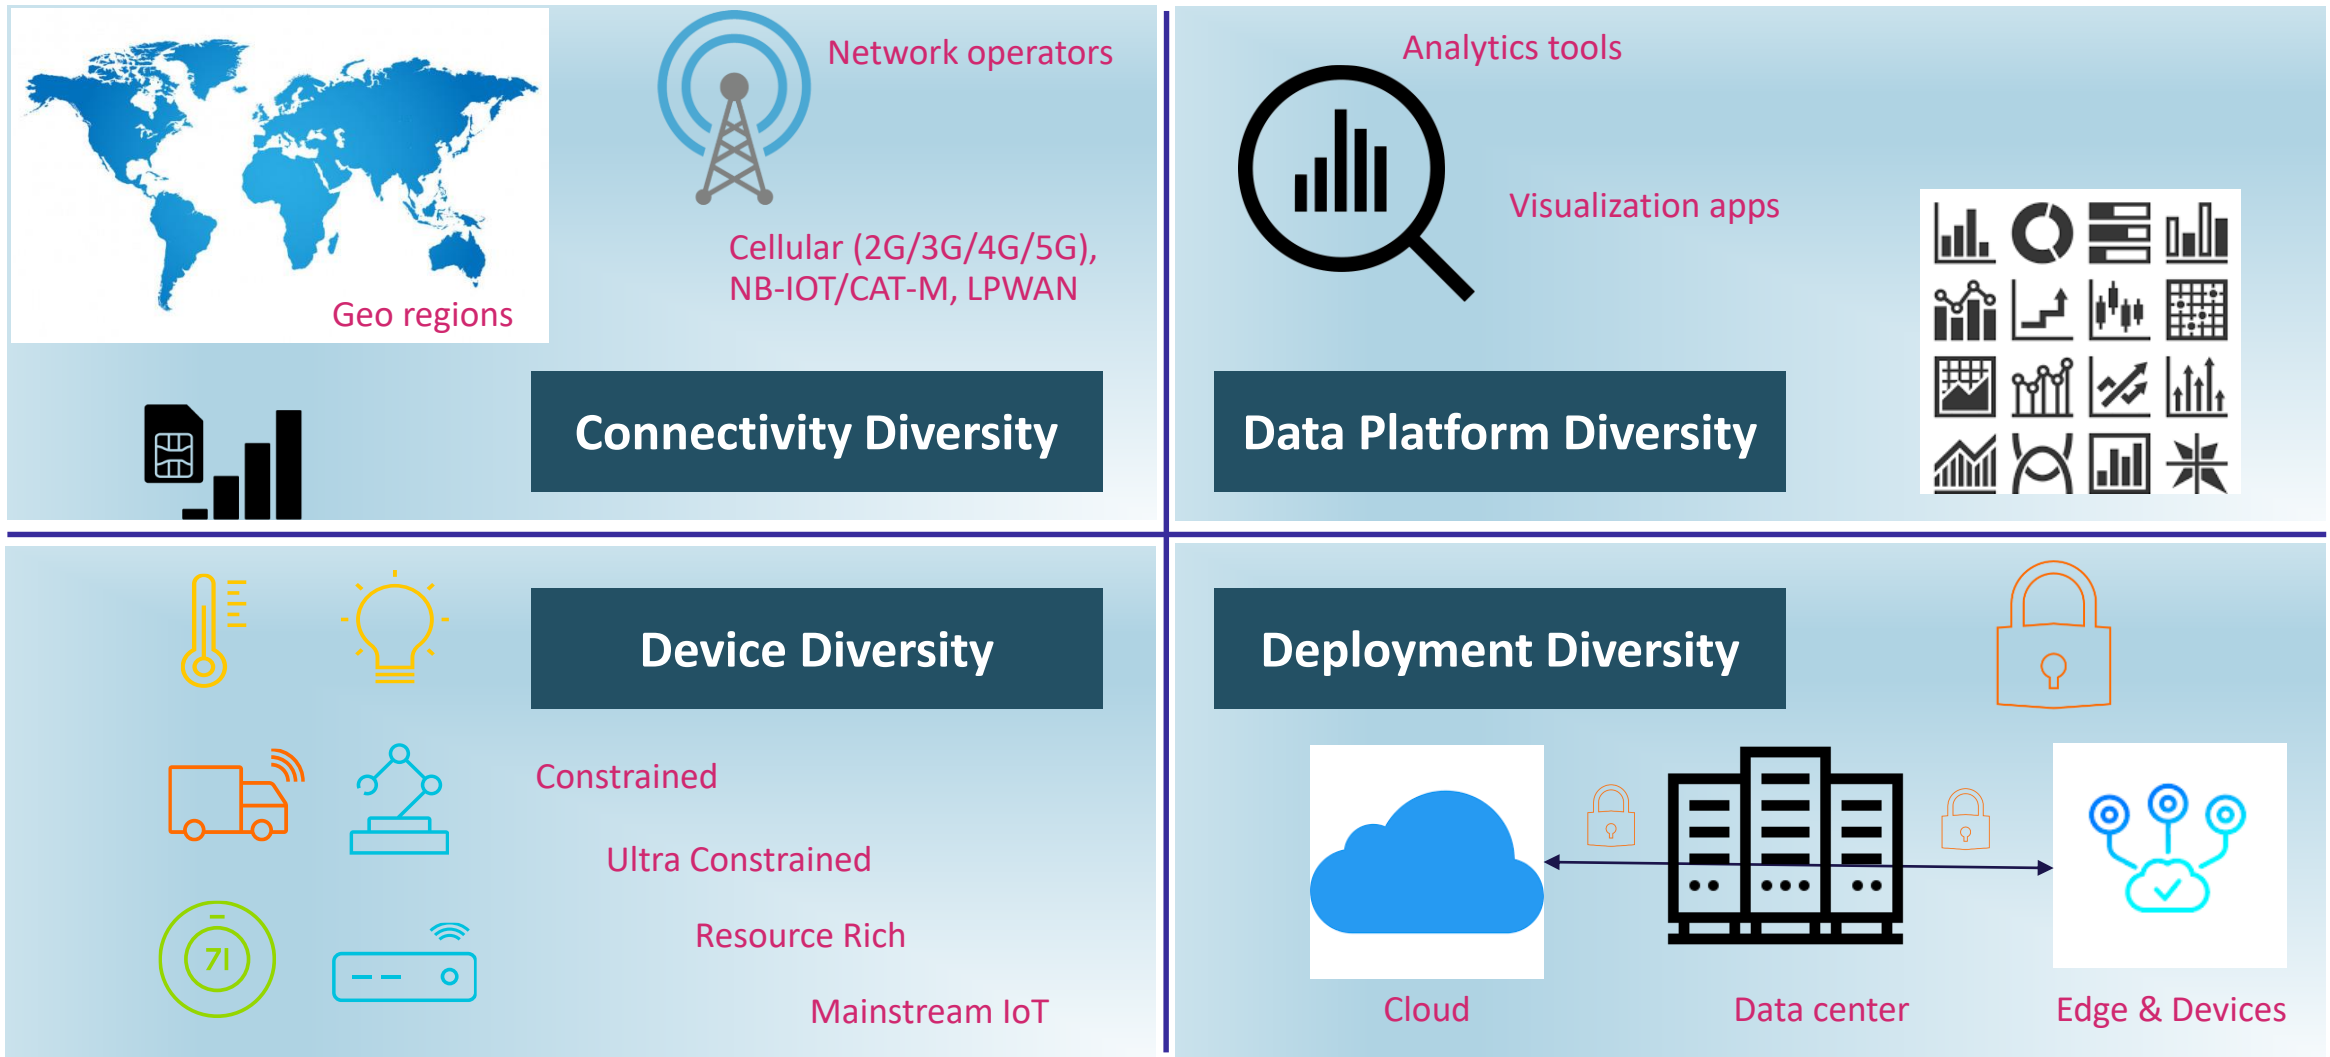 Network operators
Cellular (2G/3G/4G/5G),
NB-IOT/CAT-M, LPWAN
Geo regions
Connectivity Diversity
Analytics tools
Visualization apps
Data Platform Diversity
Device Diversity
Constrained
Ultra Constrained
Resource Rich
Mainstream IoT
71
Deployment Diversity
Cloud
Data center
Edge & Devices